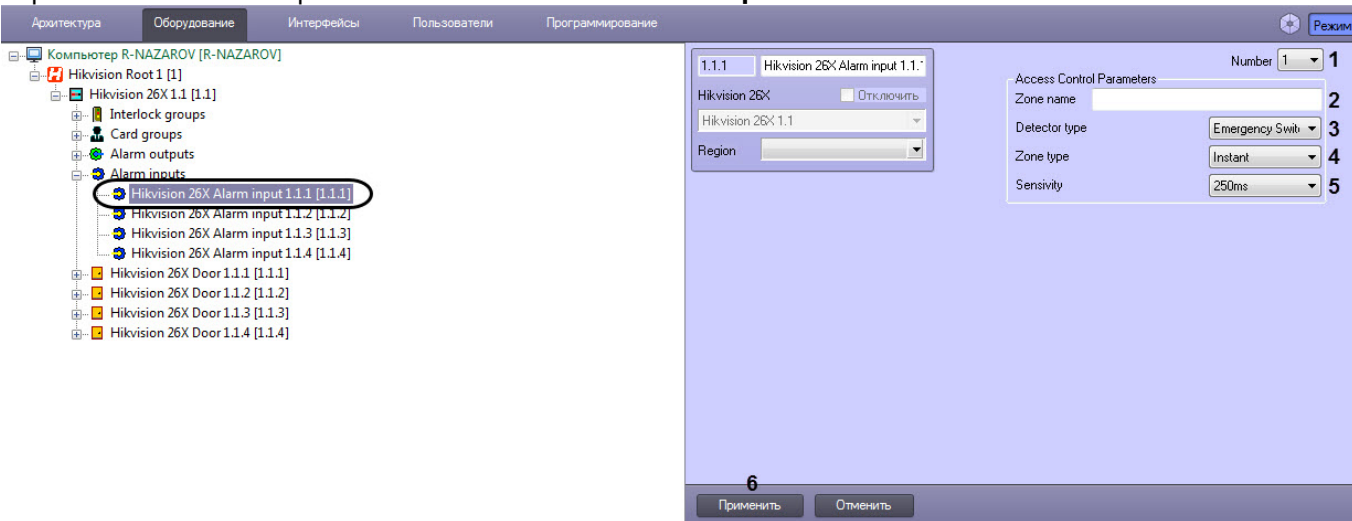 Архитектура Оборудование Интерфейсы Пользователи Программирование Режим
Компьютер R-NAZAROV [R-NAZAROV]
Hikvision Root 1 [1]
Hikvision 26X 1.1 [1.1]
Interlock groups
Card groups
Alarm outputs
Alarm inputs
Hikvision 26X Alarm input 1.1.1 [1.1.1]
Hikvision 26X Alarm input 1.1.2 [1.1.2]
Hikvision 26X Alarm input 1.1.3 [1.1.3]
Hikvision 26X Alarm input 1.1.4 [1.1.4]
Hikvision 26X Door 1.1.1 [1.1.1]
Hikvision 26X Door 1.1.2 [1.1.2]
Hikvision 26X Door 1.1.3 [1.1.3]
Hikvision 26X Door 1.1.4 [1.1.4]
1.1.1 Hikvision 26X Alarm input 1.1.
Hikvision 26X Отключить
Hikvision 26X 1.1
Region
Number 1 1
Access Control Parameters
Zone name 2
Detector type Emergency Swit 3
Zone type Instant 4
Sensivity 250ms 5
6
Применить Отменить